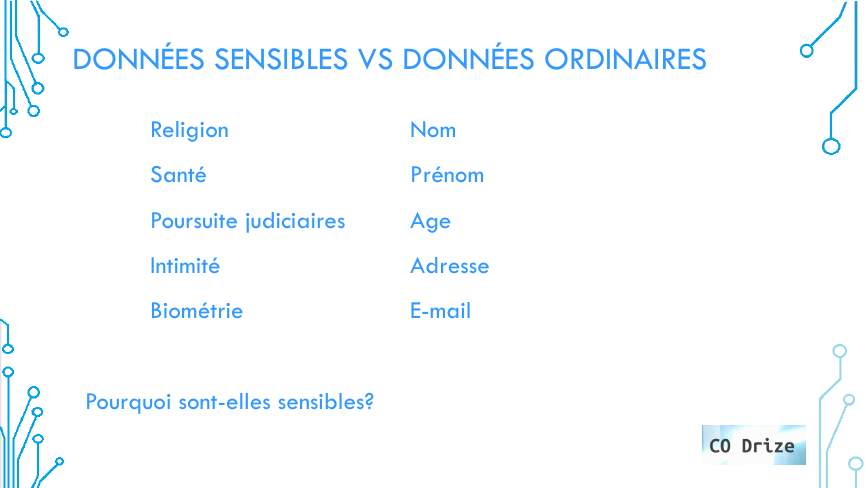 DONNÉES SENSIBLES VS DONNÉES ORDINAIRES
Religion
Santé
Poursuite judiciaires
Intimité
Biométrie
Nom
Prénom
Age
Adresse
E-mail
Pourquoi sont-elles sensibles?
CO Drize